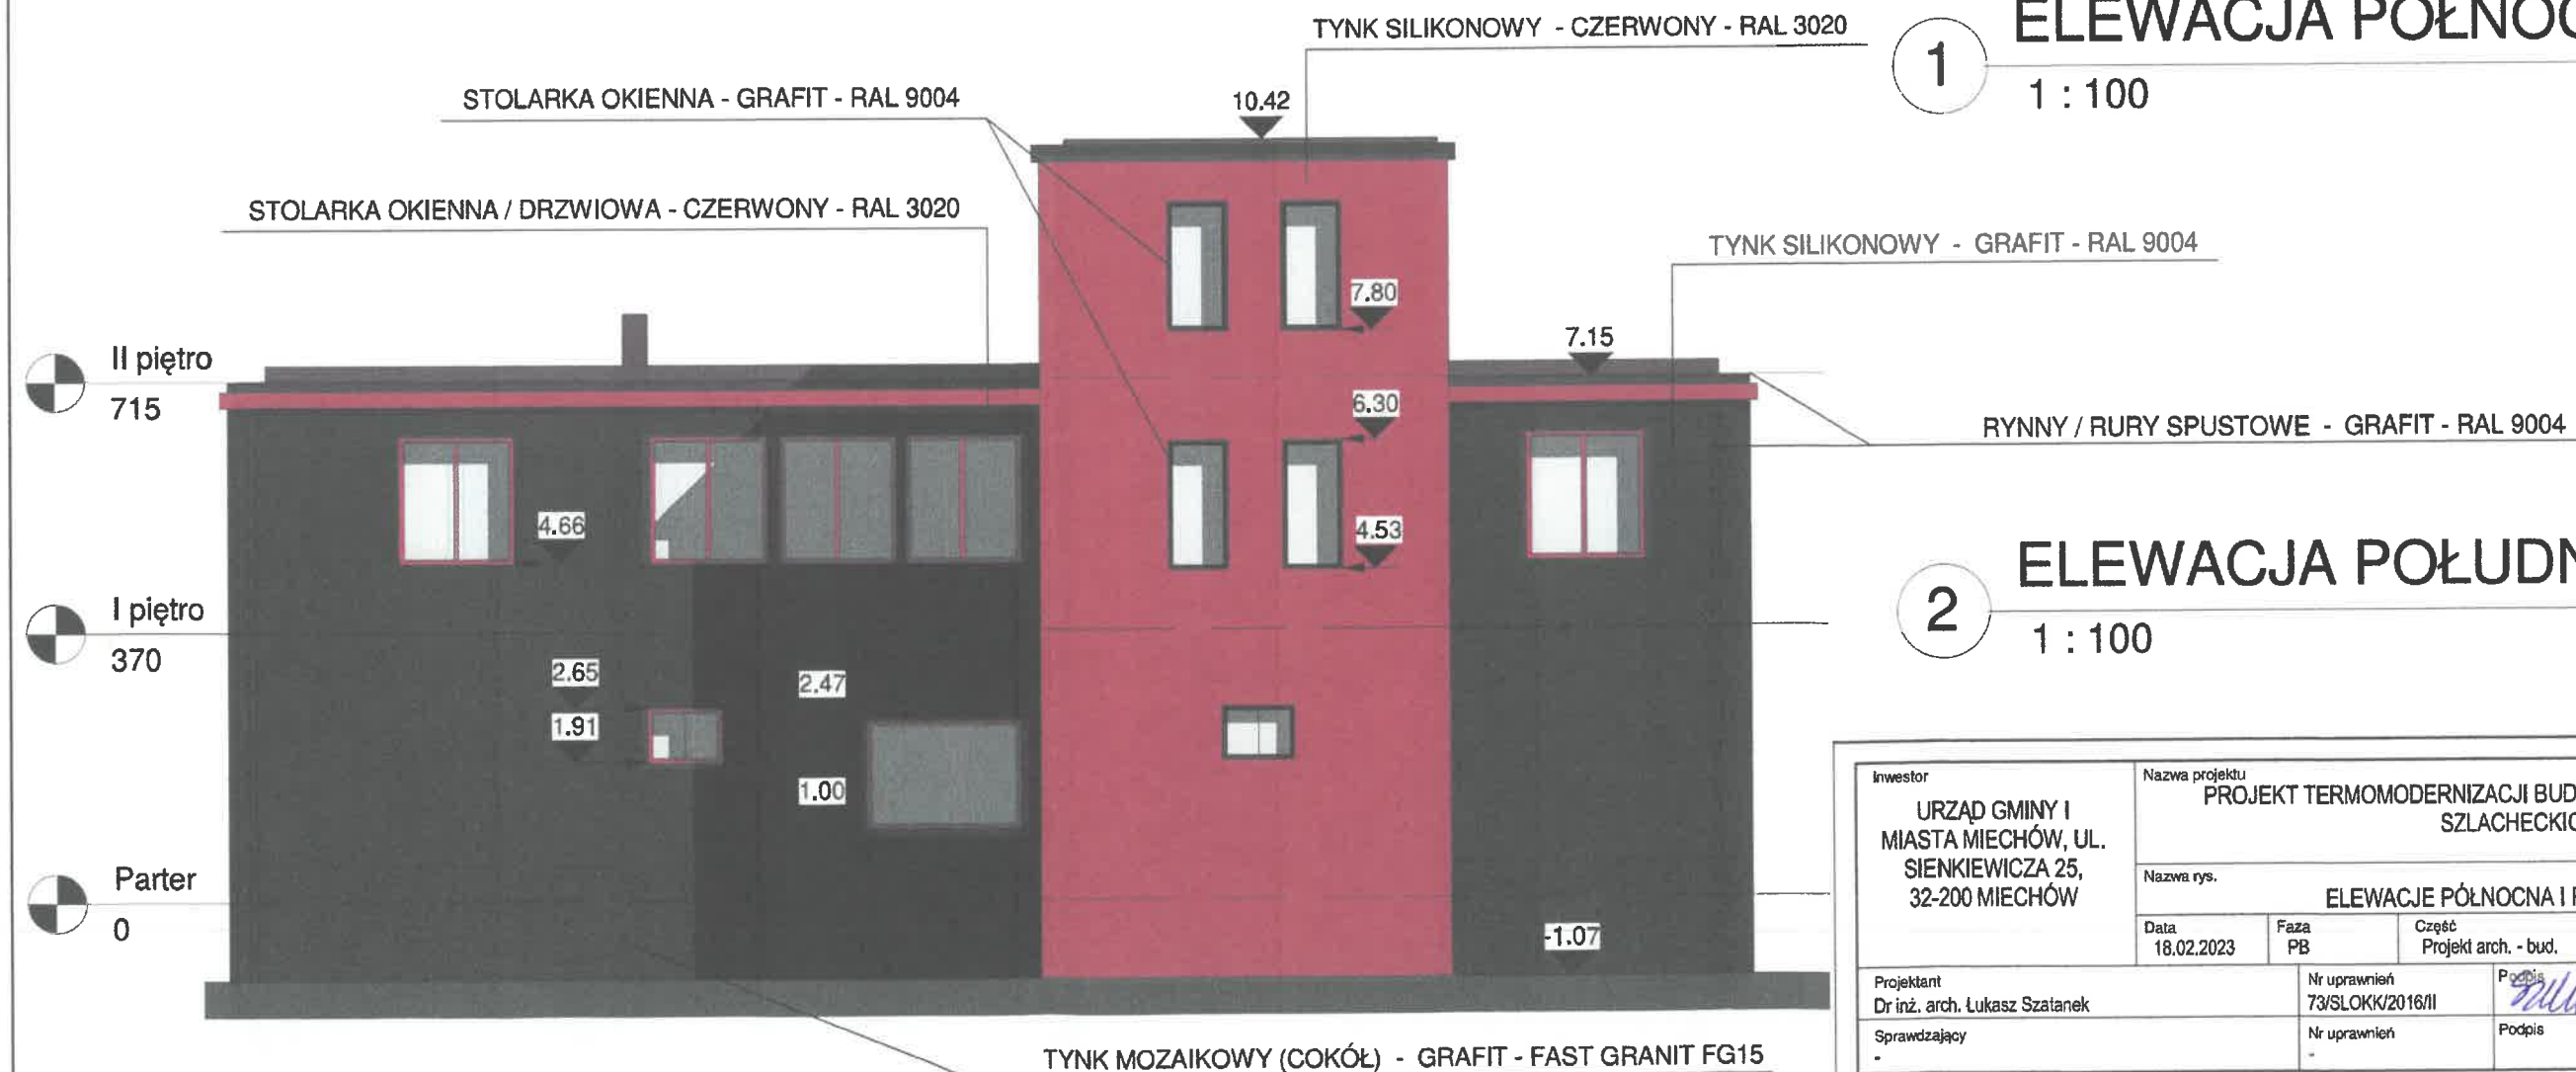 TYNK SILIKONOWY - CZERWONY - RAL 3020
1
ELEWACJA
1 : 100
STOLARKA OKIENNA - GRAFIT - RAL 9004
10.42
STOLARKA OKIENNA / DRZWIOWA - CZERWONY - RAL 3020
TYNK SILIKONOWY - GRAFIT - RAL 9004
7.80
7.15
II piętro
715
6.30
RYNNY / RURY SPUSTOWE - GRAFIT - RAL 9004
4.66
4.53
2
ELEWACJA
1 : 100
I piętro
370
2.65
2.47
1.91
1.00
Parter
0
-1.07
TYNK MOZAIKOWY (COKÓŁ) - GRAFIT - FAST GRANIT FG15
Inwestor
URZĄD GMINY I
MIASTA MIECHÓW, UL.
SIENKIEWICZA 25,
32-200 MIECHÓW
Nazwa projektu
PROJEKT TERMOMODERNIZACJI BUD
SZLACHECKIC
Nazwa rys.
ELEWACJE PÓŁNOCNA I
Data
18.02.2023
Faza
PB
Część
Projekt arch. - bud.
Projektant
Dr inż. arch. Łukasz Szatanek
Nr uprawnień
73/SLOKK/2016/II
Podpis
Sprawdzający
-
Nr uprawnień
-
Podpis